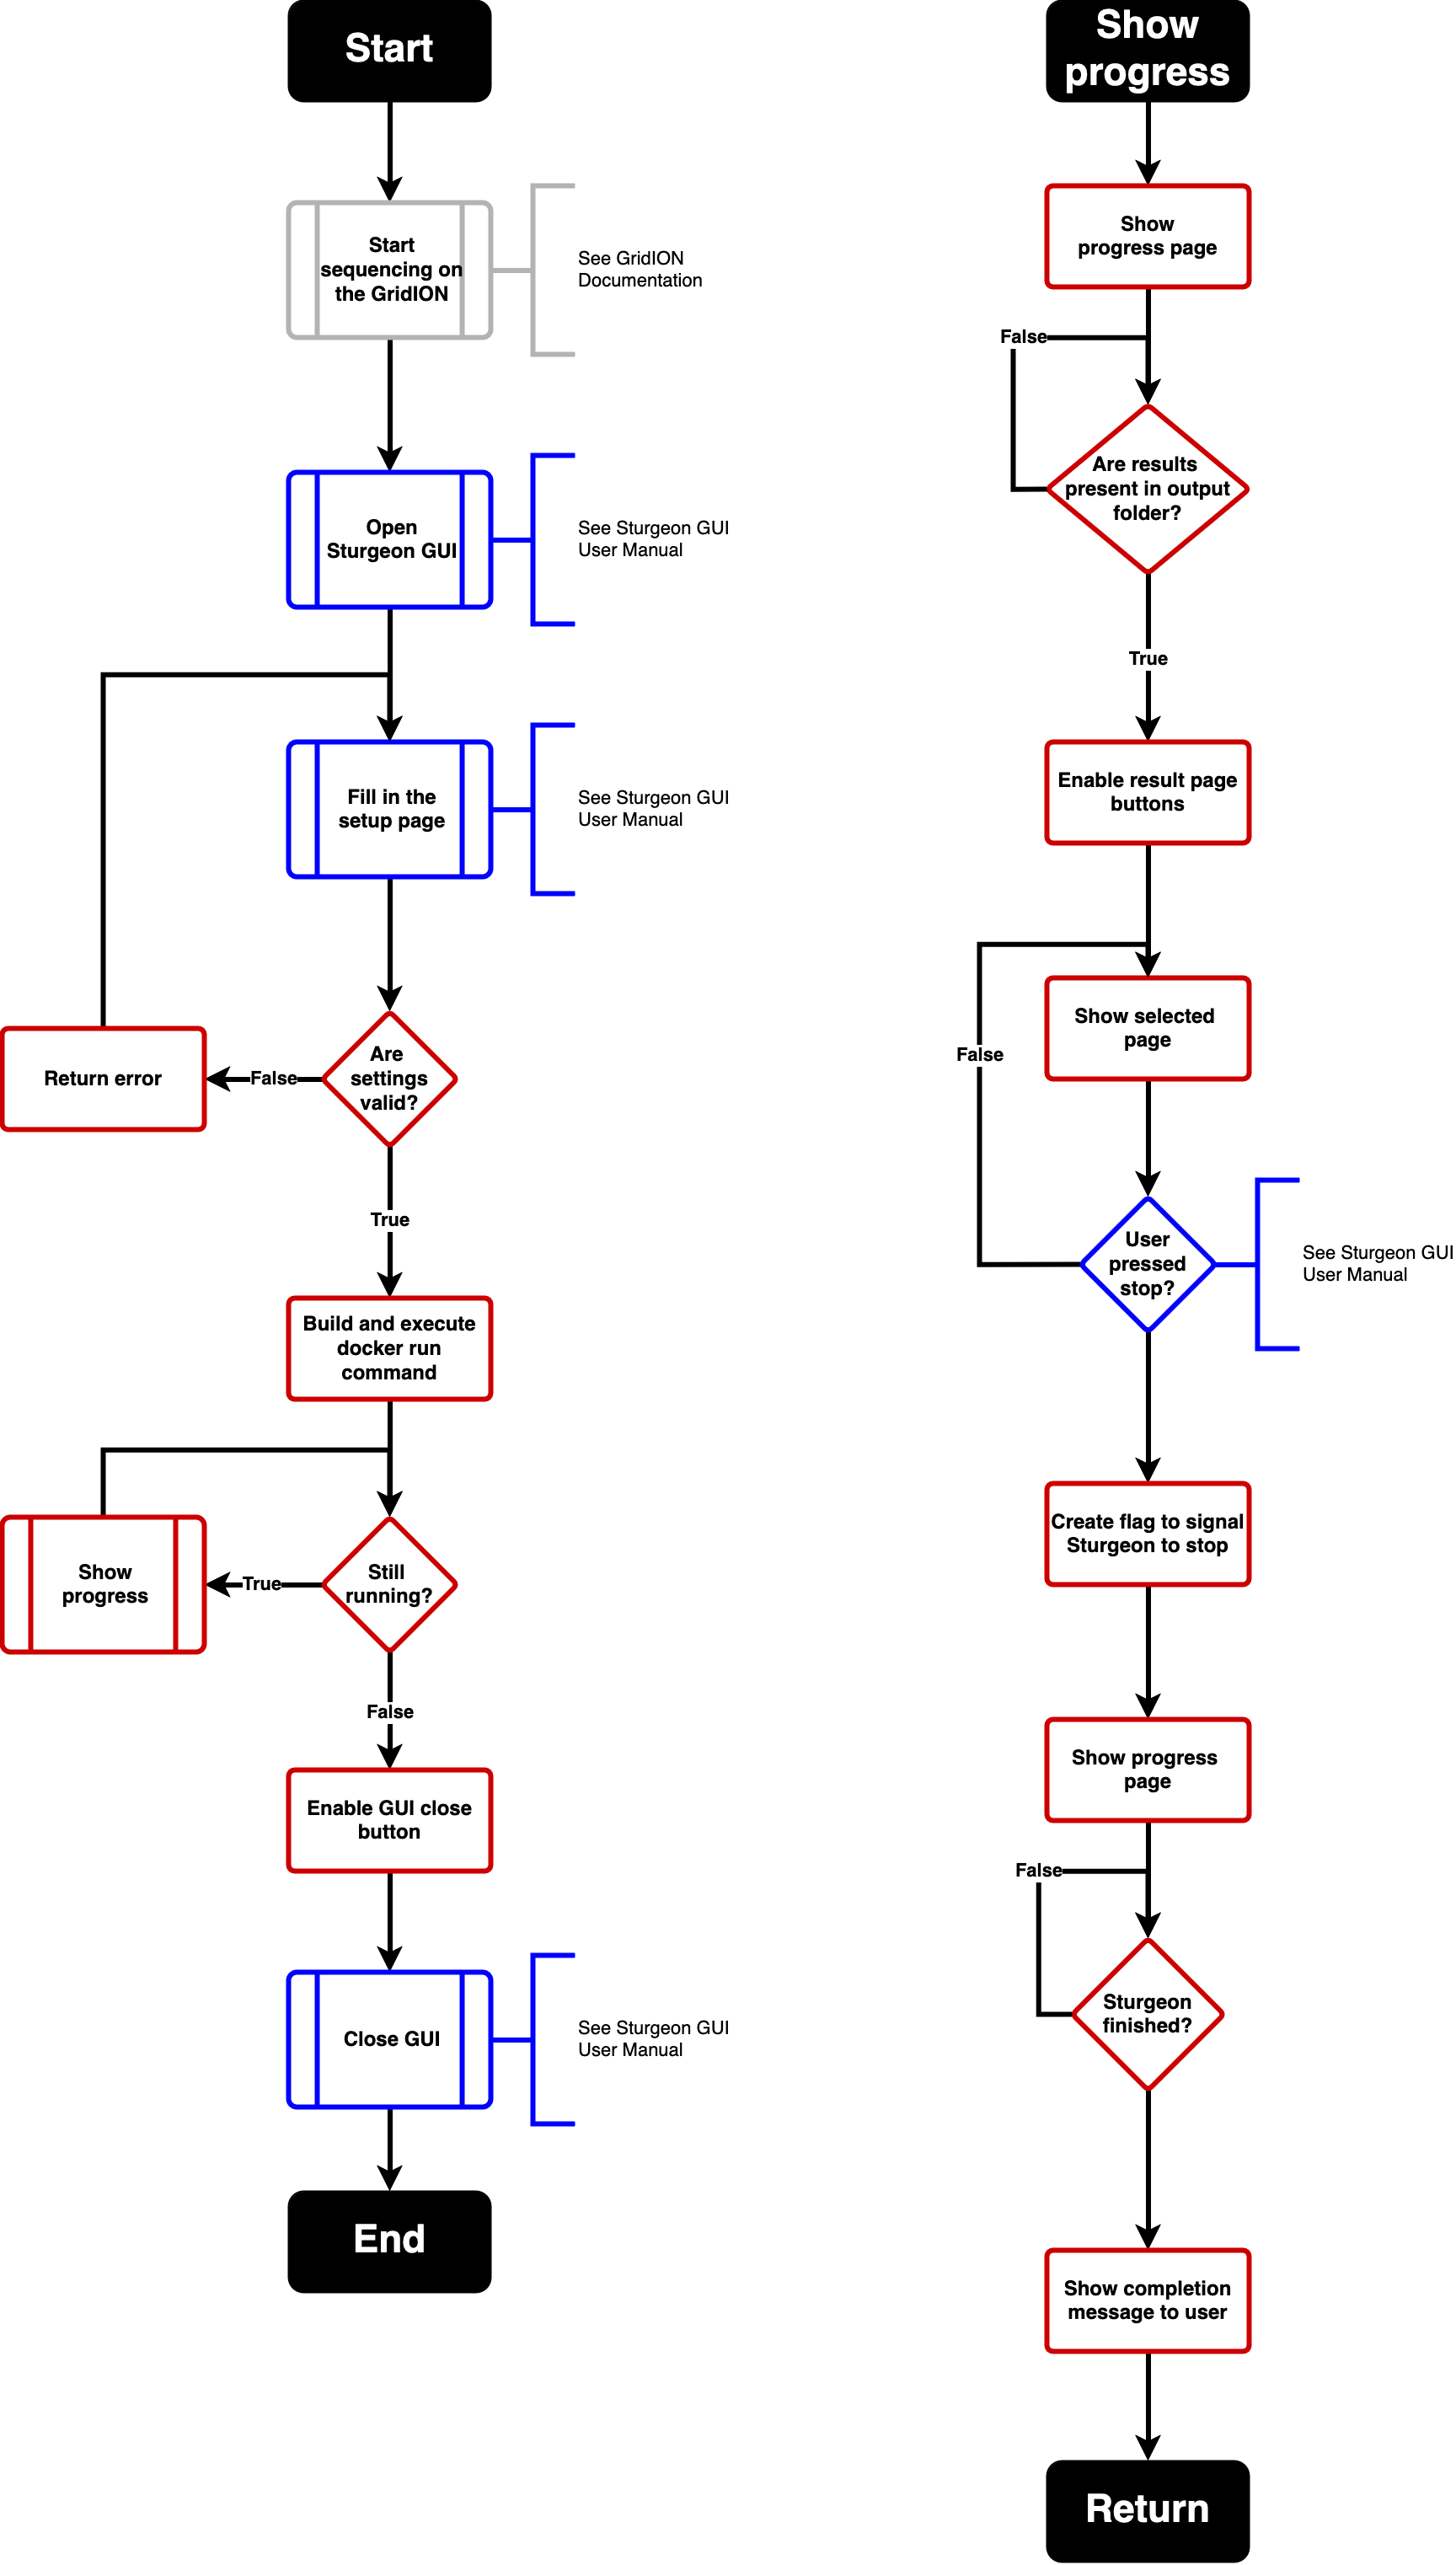 Start
Start
sequencing on
the GridION
See GridION
Documentation
Open
Sturgeon GUI
See Sturgeon GUI
User Manual
Fill in the
setup page
See Sturgeon GUI
User Manual
Return error
False
Are
settings
valid?
True
Build and execute
docker run
command
Show
progress
True
Still
running?
False
Enable GUI close
button
Close GUI
See Sturgeon GUI
User Manual
End
Show
progress
Show
progress page
False
Are results
present in output
folder?
True
Enable result page
buttons
Show selected
page
False
User
pressed
stop?
See Sturgeon GUI
User Manual
Create flag to signal
Sturgeon to stop
Show progress
page
False
Sturgeon
finished?
Show completion
message to user
Return